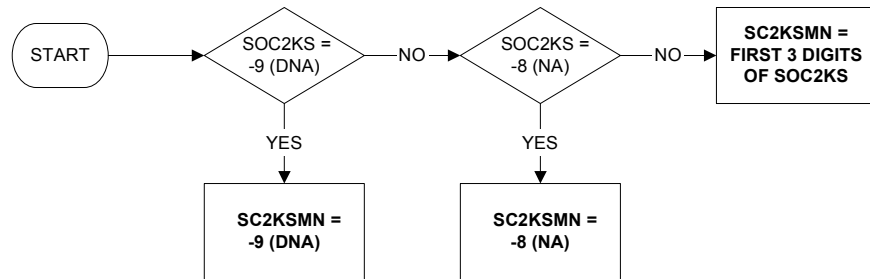 START
SOC2KS =
-9 (DNA)
NO
SOC2KS =
-8 (NA)
NO
SC2KSMN =
FIRST 3 DIGITS
OF SOC2KS
YES
YES
SC2KSMN =
-9 (DNA)
SC2KSMN =
-8 (NA)